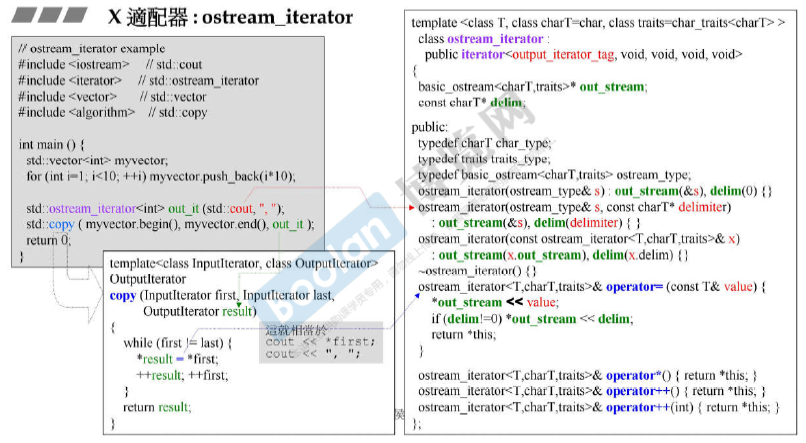 X 適配器 : ostream_iterator
// ostream_iterator example
#include <iostream> // std::cout
#include <iterator> // std::ostream_iterator
#include <vector> // std::vector
#include <algorithm> // std::copy
int main () {
std::vector<int> myvector;
for (int i=1; i<10; ++i) myvector.push_back(i*10);
std::ostream_iterator<int> out_it (std::cout, ", ");
std::copy ( myvector.begin(), myvector.end(), out_it );
return 0;
}
template<class InputIterator, class OutputIterator>
OutputIterator
copy (InputIterator first, InputIterator last,
OutputIterator result)
{
while (first != last) {
*result = *first;
++result; ++first;
}
return result;
}
這就相當於
cout << *first;
cout << ", ";
template <class T, class charT=char, class traits=char_traits<charT> >
class ostream_iterator :
public iterator<output_iterator_tag, void, void, void, void>
{
basic_ostream<charT,traits>* out_stream;
const charT* delim;
public:
typedef charT char_type;
typedef traits traits_type;
typedef basic_ostream<charT,traits> ostream_type;
ostream_iterator(ostream_type& s) : out_stream(&s), delim(0) {}
ostream_iterator(ostream_type& s, const charT* delimiter)
: out_stream(&s), delim(delimiter) { }
ostream_iterator(const ostream_iterator<T,charT,traits>& x)
: out_stream(x.out_stream), delim(x.delim) {}
~ostream_iterator() {}
ostream_iterator<T,charT,traits>& operator= (const T& value) {
*out_stream << value;
if (delim!=0) *out_stream << delim;
return *this;
}
ostream_iterator<T,charT,traits>& operator*() { return *this; }
ostream_iterator<T,charT,traits>& operator++() { return *this; }
ostream_iterator<T,charT,traits>& operator++(int) { return *this; }
};
boolan
博览网